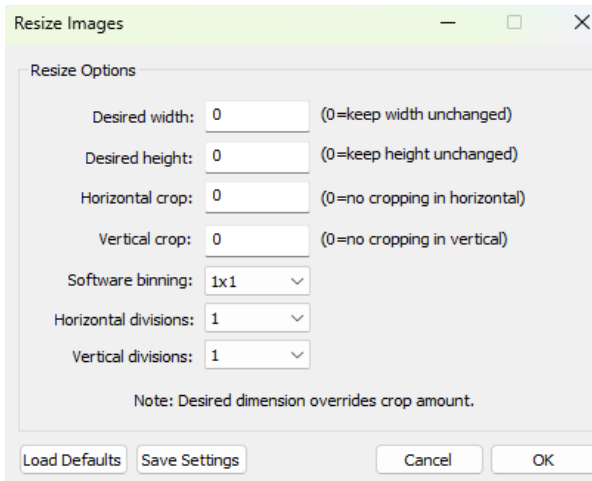 Resize Images
Resize Options
Desired width: 0 (0=keep width unchanged)
Desired height: 0 (0=keep height unchanged)
Horizontal crop: 0 (0=no cropping in horizontal)
Vertical crop: 0 (0=no cropping in vertical)
Software binning: 1x1
Horizontal divisions: 1
Vertical divisions: 1
Note: Desired dimension overrides crop amount.
Load Defaults Save Settings Cancel OK